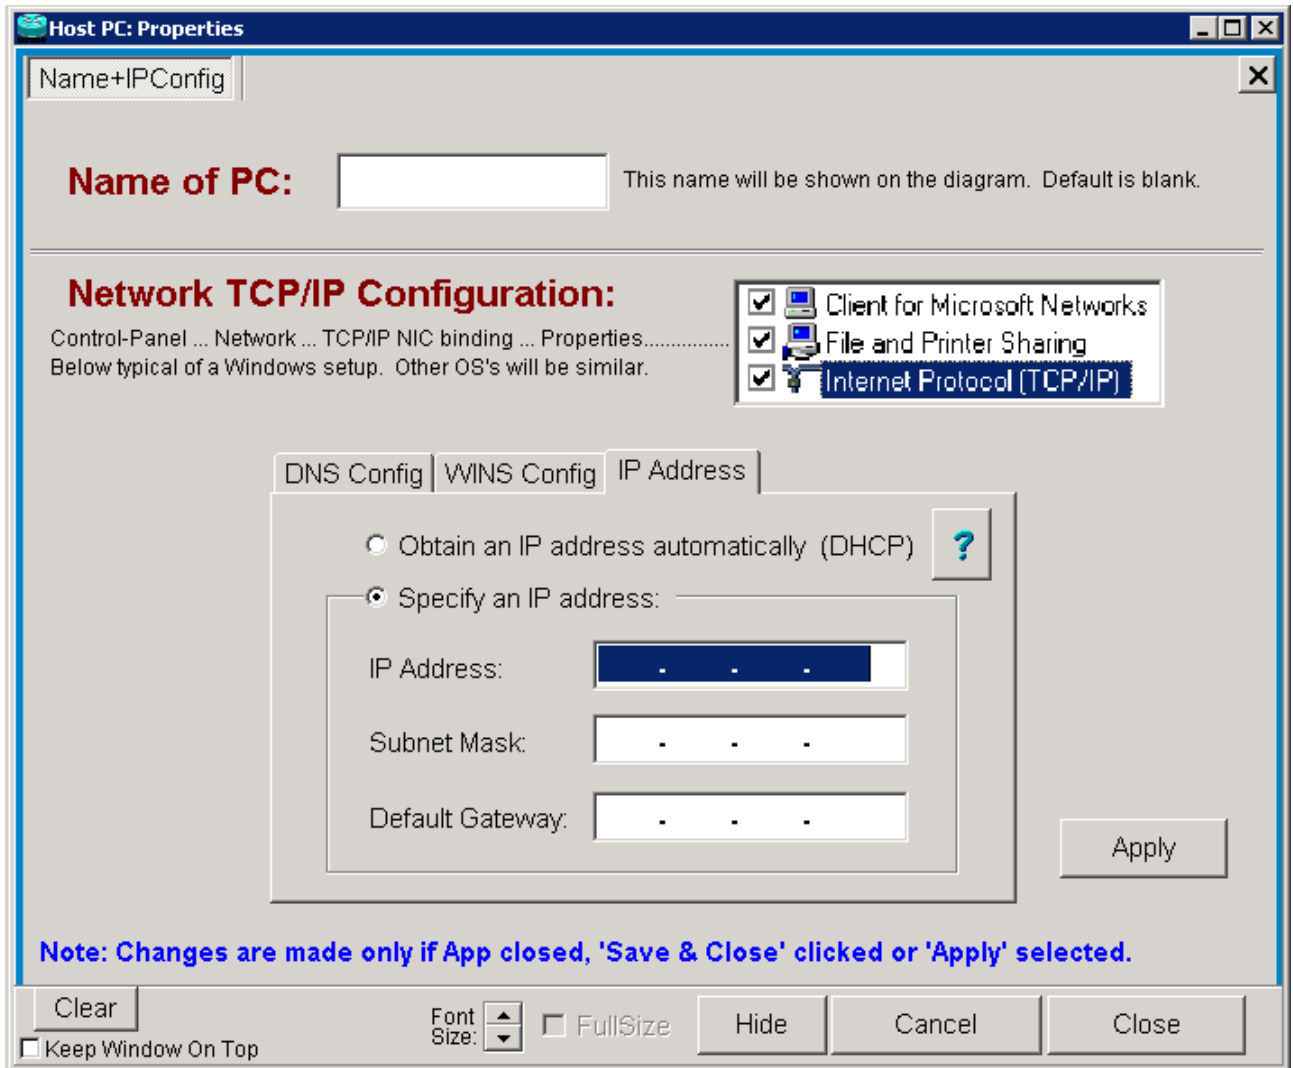 Host PC: Properties
Name+IPConfig
Name of PC:
This name will be shown on the diagram. Default is blank.
Network TCP/IP Configuration:
Control-Panel ... Network ... TCP/IP NIC binding ... Properties...............
Below typical of a Windows setup. Other OS's will be similar.
Client for Microsoft Networks
File and Printer Sharing
Internet Protocol (TCP/IP)
DNS Config
WINS Config
IP Address
Obtain an IP address automatically (DHCP)
?
Specify an IP address:
IP Address:
. . .
Subnet Mask:
. . .
Default Gateway:
. . .
Apply
Note: Changes are made only if App closed, 'Save & Close' clicked or 'Apply' selected.
Clear
Keep Window On Top
Font
Size:
FullSize
Hide
Cancel
Close